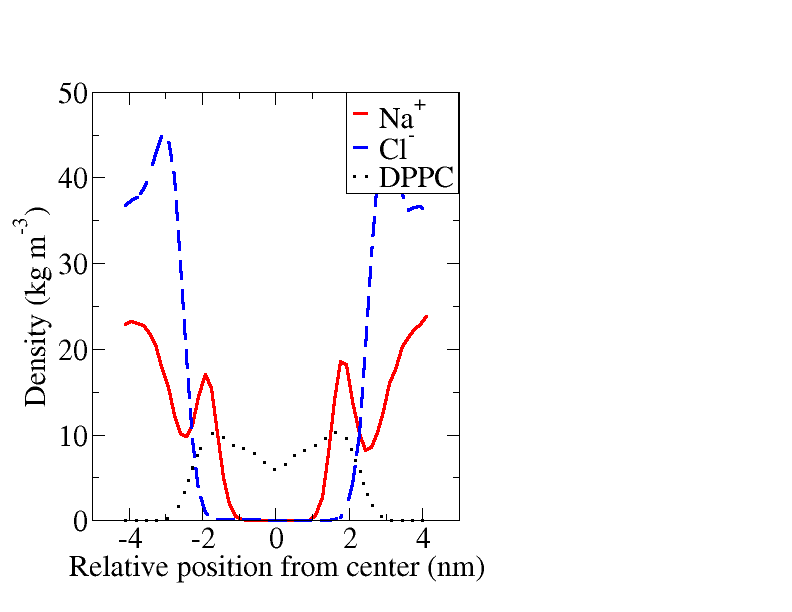 50
40
30
20
10
0
-4
-2
0
2
4
Na+
Cl-
DPPC
Density (kg m-3)
Relative position from center (nm)